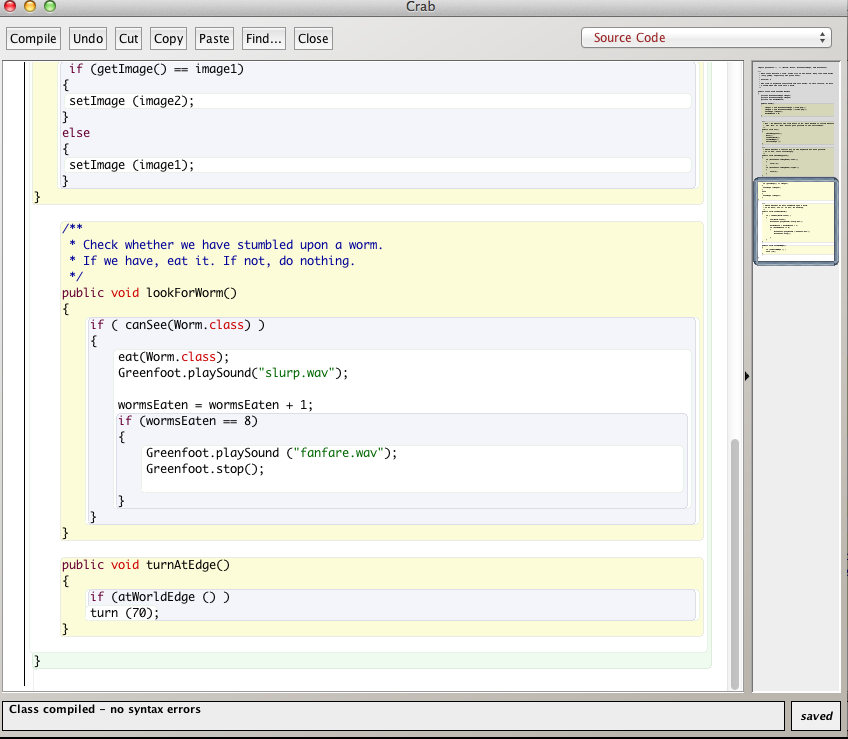 Crab
Compile Undo Cut Copy Paste Find... Close Source Code
if (getImage() == image1)
{
setImage (image2);
}
else
{
setImage (image1);
}
}
/**
* Check whether we have stumbled upon a worm.
* If we have, eat it. If not, do nothing.
*/
public void lookForWorm()
{
if ( canSee(Worm.class) )
{
eat(Worm.class);
Greenfoot.playSound("slurp.wav");
wormsEaten = wormsEaten + 1;
if (wormsEaten == 8)
{
Greenfoot.playSound ("fanfare.wav");
Greenfoot.stop();
}
}
}
public void turnAtEdge()
{
if (atWorldEdge () )
turn (70);
}
}
Class compiled - no syntax errors
saved